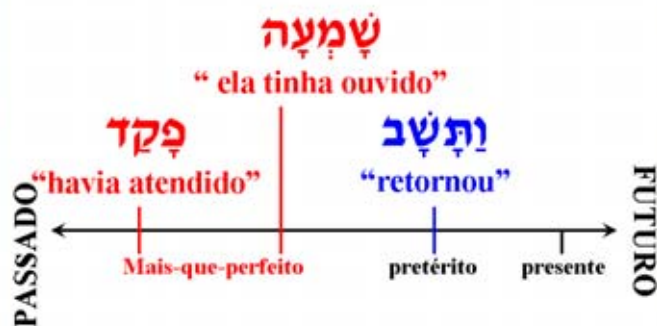 שָׁמְעָה
“ ela tinha ouvido”
פָּקַד
“havia atendido”
וַתָּשָׁב
“retornou”
PASSADO
Mais-que-perfeito
pretérito
presente
FUTURO